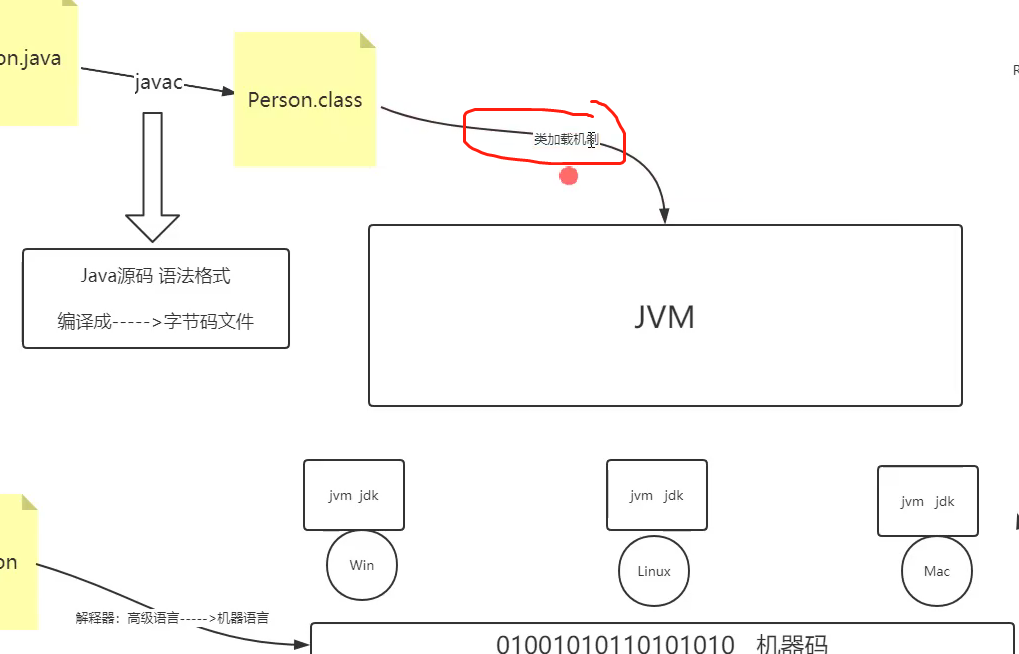 on.java
javac
Person.class
R
类加载机制
Java源码 语法格式
编译成----->字节码文件
JVM
jvm jdk
jvm jdk
jvm jdk
Win
Linux
Mac
on
解释器：高级语言----->机器语言
01001010110101010 机器码